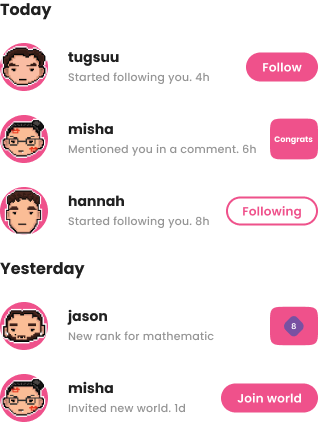 Today
tugsuu
Started following you. 4h
Follow
misha
Mentioned you in a comment. 6h
Congrats
hannah
Started following you. 8h
Following
Yesterday
jason
New rank for mathematic
8
misha
Invited new world. 1d
Join world